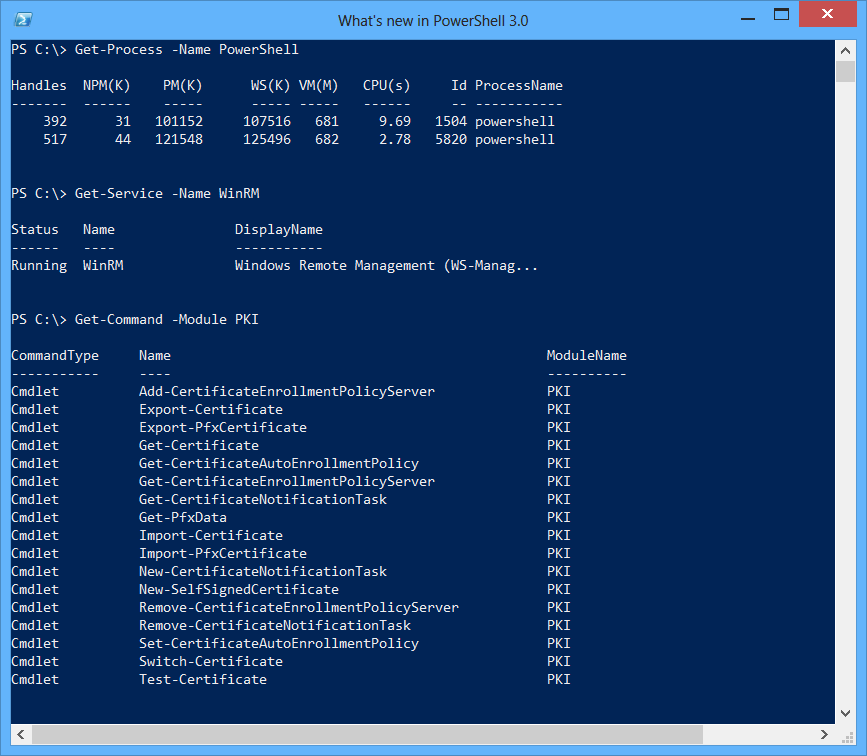 What's new in PowerShell 3.0
PS C:\> Get-Process -Name PowerShell
Handles  NPM(K)    PM(K)      WS(K) VM(M)   CPU(s)     Id ProcessName
-------  ------    -----      ----- -----   ------     -- -----------
    392      31   101152     107516   681     9.69   1504 powershell
    517      44   121548     125496   682     2.78   5820 powershell
PS C:\> Get-Service -Name WinRM
Status   Name               DisplayName
------   ----               -----------
Running  WinRM              Windows Remote Management (WS-Manag...
PS C:\> Get-Command -Module PKI
CommandType     Name                                               ModuleName
-----------     ----                                               ----------
Cmdlet          Add-CertificateEnrollmentPolicyServer              PKI
Cmdlet          Export-Certificate                                 PKI
Cmdlet          Export-PfxCertificate                              PKI
Cmdlet          Get-Certificate                                    PKI
Cmdlet          Get-CertificateAutoEnrollmentPolicy                PKI
Cmdlet          Get-CertificateEnrollmentPolicyServer              PKI
Cmdlet          Get-CertificateNotificationTask                    PKI
Cmdlet          Get-PfxData                                        PKI
Cmdlet          Import-Certificate                                 PKI
Cmdlet          Import-PfxCertificate                              PKI
Cmdlet          New-CertificateNotificationTask                    PKI
Cmdlet          New-SelfSignedCertificate                          PKI
Cmdlet          Remove-CertificateEnrollmentPolicyServer           PKI
Cmdlet          Remove-CertificateNotificationTask                 PKI
Cmdlet          Set-CertificateAutoEnrollmentPolicy                PKI
Cmdlet          Switch-Certificate                                 PKI
Cmdlet          Test-Certificate                                   PKI